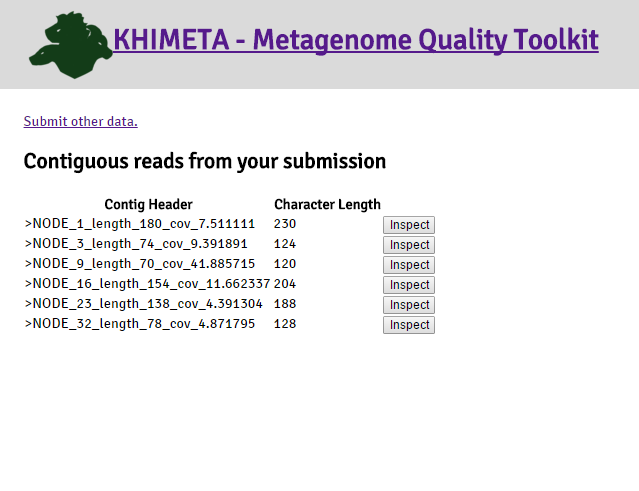 KHIMETA - Metagenome Quality Toolkit
Submit other data.
Contiguous reads from your submission
Contig Header Character Length
>NODE_1_length_180_cov_7.511111 230 Inspect
>NODE_3_length_74_cov_9.391891 124 Inspect
>NODE_9_length_70_cov_41.885715 120 Inspect
>NODE_16_length_154_cov_11.662337 204 Inspect
>NODE_23_length_138_cov_4.391304 188 Inspect
>NODE_32_length_78_cov_4.871795 128 Inspect